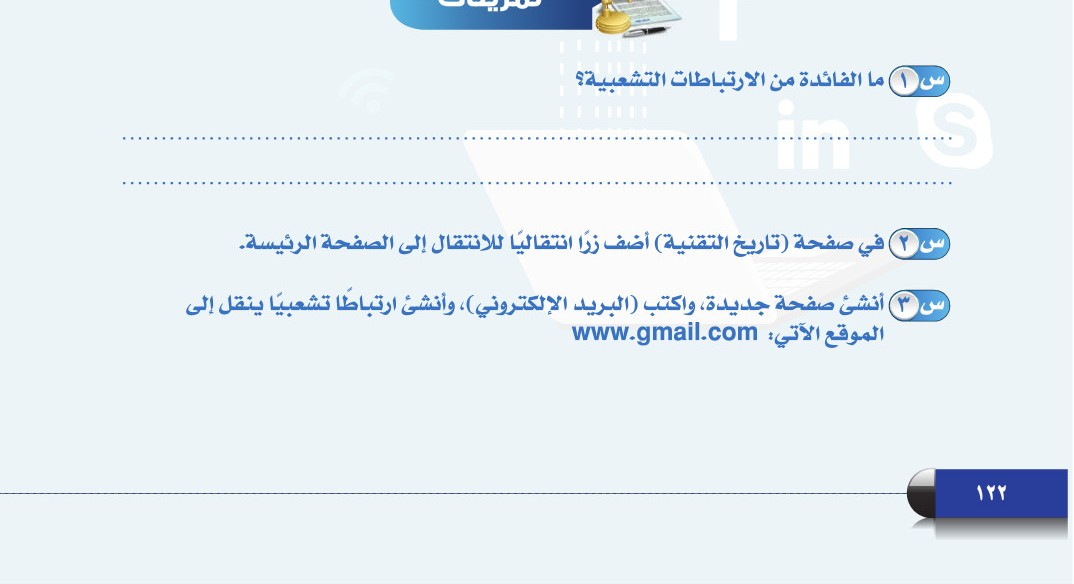 تمرينات
س ١ ما الفائدة من الارتباطات التشعبية؟
س ٢ في صفحة (تاريخ التقنية) أضف زرًا انتقاليًا للانتقال إلى الصفحة الرئيسة.
س ٣ أنشئ صفحة جديدة، واكتب (البريد الإلكتروني)، وأنشئ ارتباطًا تشعبيًا ينقل إلى
الموقع الآتي: www.gmail.com
in
S
١٢٢